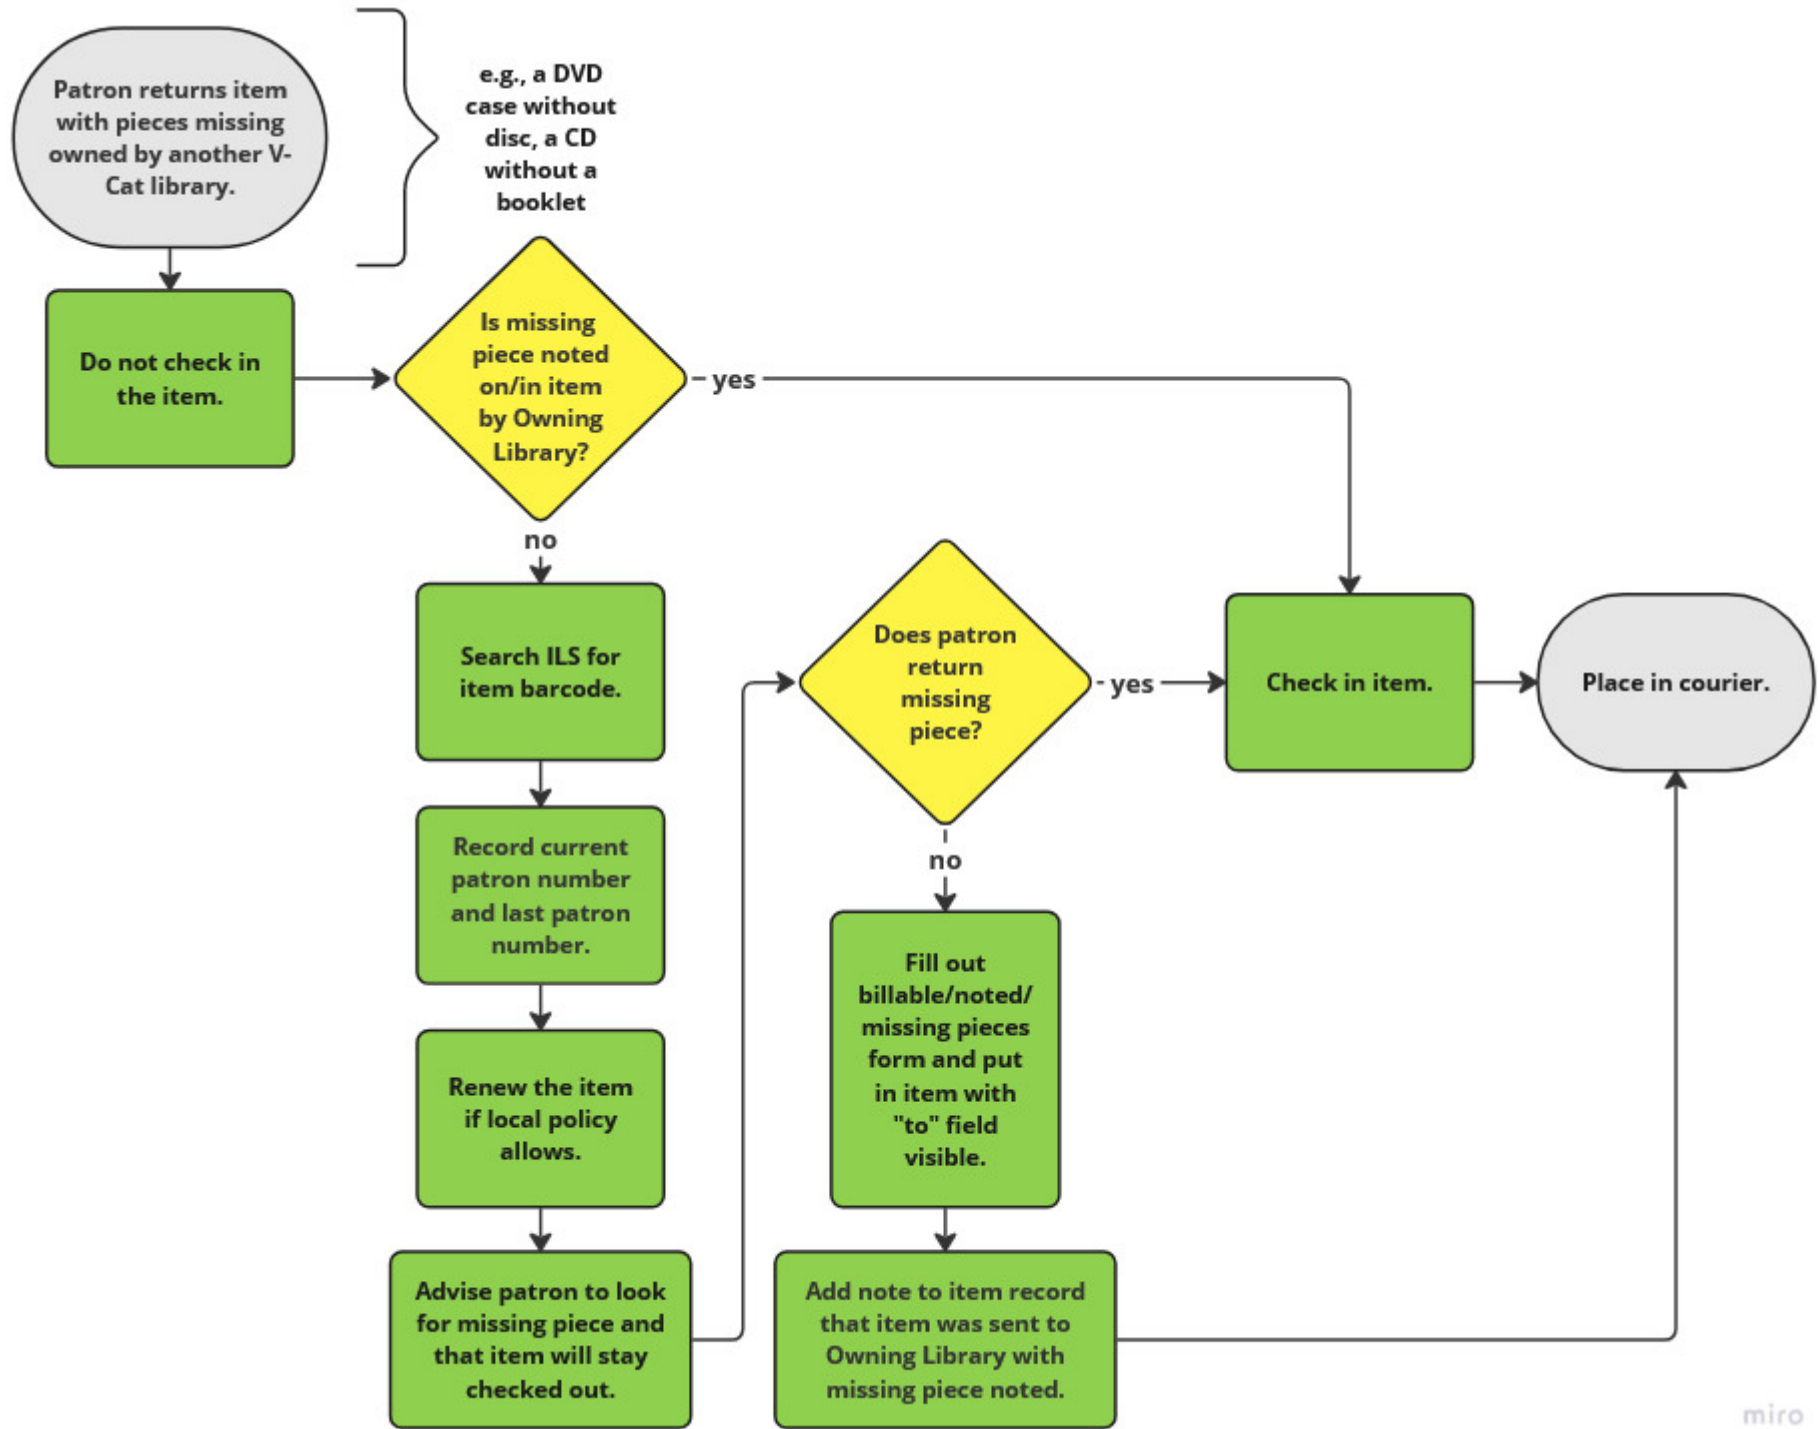 Patron returns item
with pieces missing
owned by another V-
Cat library.
e.g., a DVD
case without
disc, a CD
without a
booklet
Do not check in
the item.
Is missing
piece noted
on/in item
by Owning
Library?
yes
no
Search ILS for
item barcode.
Record current
patron number
and last patron
number.
Renew the item
if local policy
allows.
Advise patron to look
for missing piece and
that item will stay
checked out.
Does patron
return
missing
piece?
yes
no
Check in item.
Place in courier.
Fill out
billable/noted/
missing pieces
form and put
in item with
"to" field
visible.
Add note to item record
that item was sent to
Owning Library with
missing piece noted.
miro